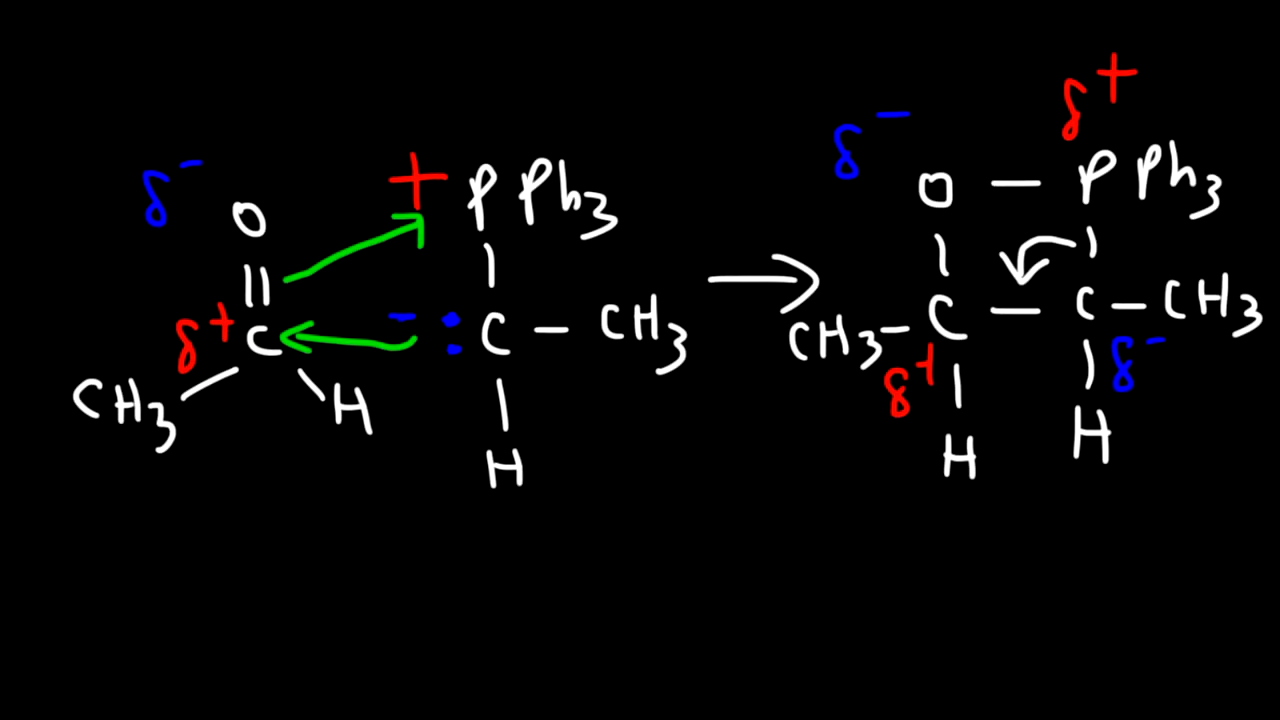 δ⁻ O + PPh₃
δ⁺ C ⁻ : C – CH₃
CH₃ H
H
δ⁻ δ⁺
O – PPh₃
CH₃ – C – C – CH₃
δ⁺ δ⁻
H H